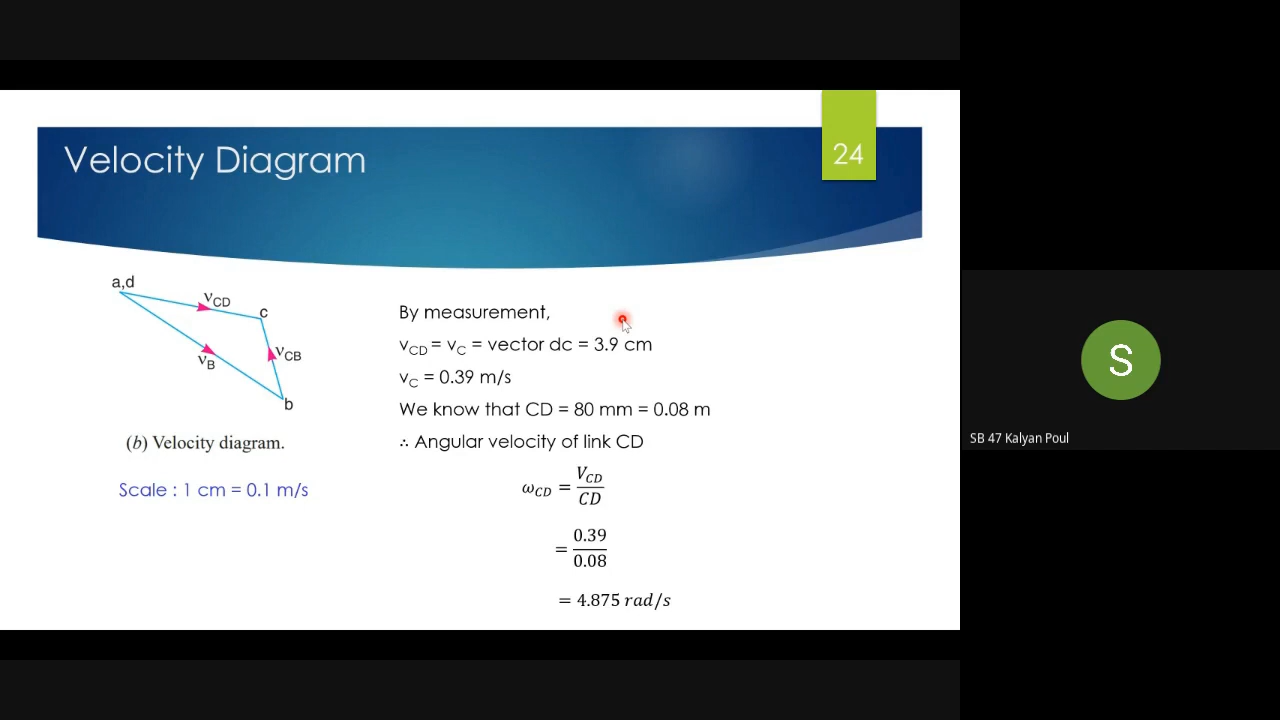 Velocity Diagram
24
a,d
vCD
c
vCB
vB
b
(b) Velocity diagram.
Scale : 1 cm = 0.1 m/s
By measurement,
vCD = vC = vector dc = 3.9 cm
vC = 0.39 m/s
We know that CD = 80 mm = 0.08 m
∴ Angular velocity of link CD
ωCD = VCD/CD
= 0.39/0.08
= 4.875 rad/s
S
SB 47 Kalyan Poul